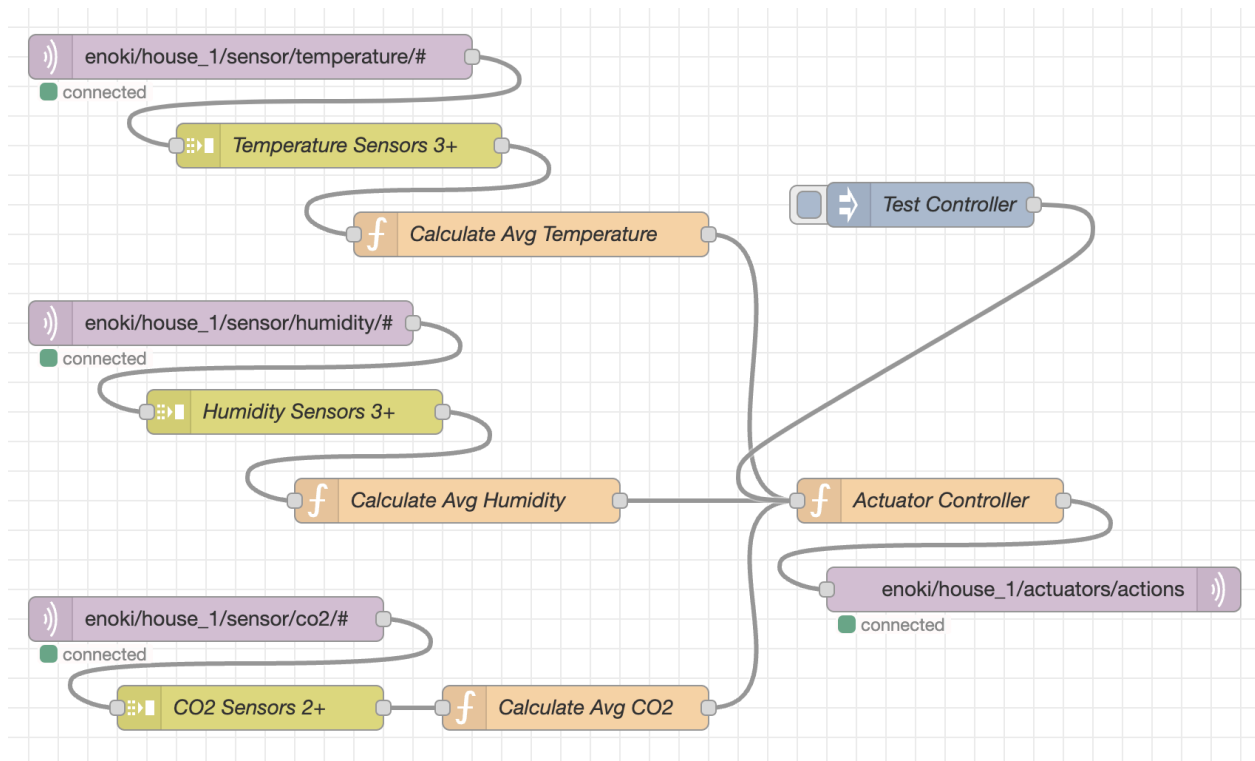 enoki/house_1/sensor/temperature/#
connected
Temperature Sensors 3+
Test Controller
Calculate Avg Temperature
enoki/house_1/sensor/humidity/#
connected
Humidity Sensors 3+
Calculate Avg Humidity
Actuator Controller
enoki/house_1/actuators/actions
connected
enoki/house_1/sensor/co2/#
connected
CO2 Sensors 2+
Calculate Avg CO2